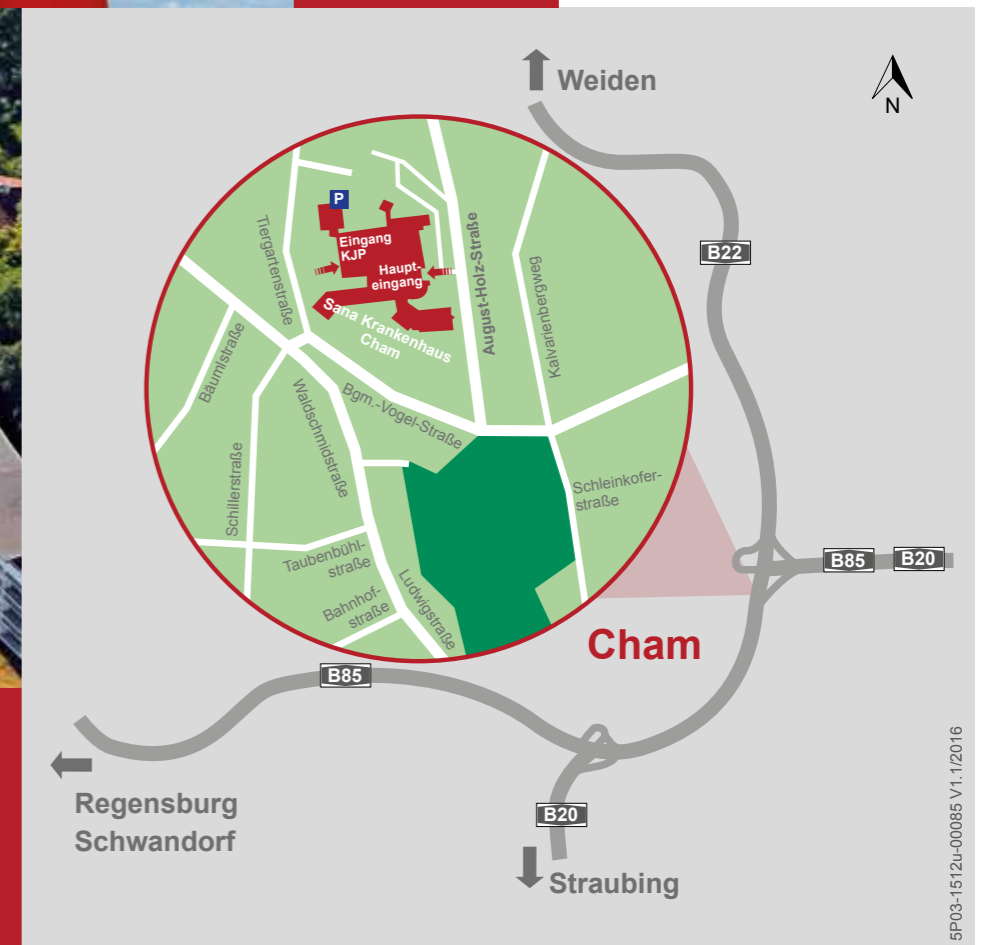 Weiden
N
P
Eingang
KJP
Haupt-
eingang
Sana Krankenhaus
Cham
Tiergartenstraße
August-Holz-Straße
Kalvarienbergweg
B22
Bäumlstraße
Schillerstraße
Waldschmidstraße
Bgm.-Vogel-Straße
Schleinkofer-
straße
Taubenbühl-
straße
Bahnhof-
straße
Ludwigstraße
B85
B20
Cham
B85
Regensburg
Schwandorf
B20
Straubing
5P03-1512u-00085 V1.1/2016